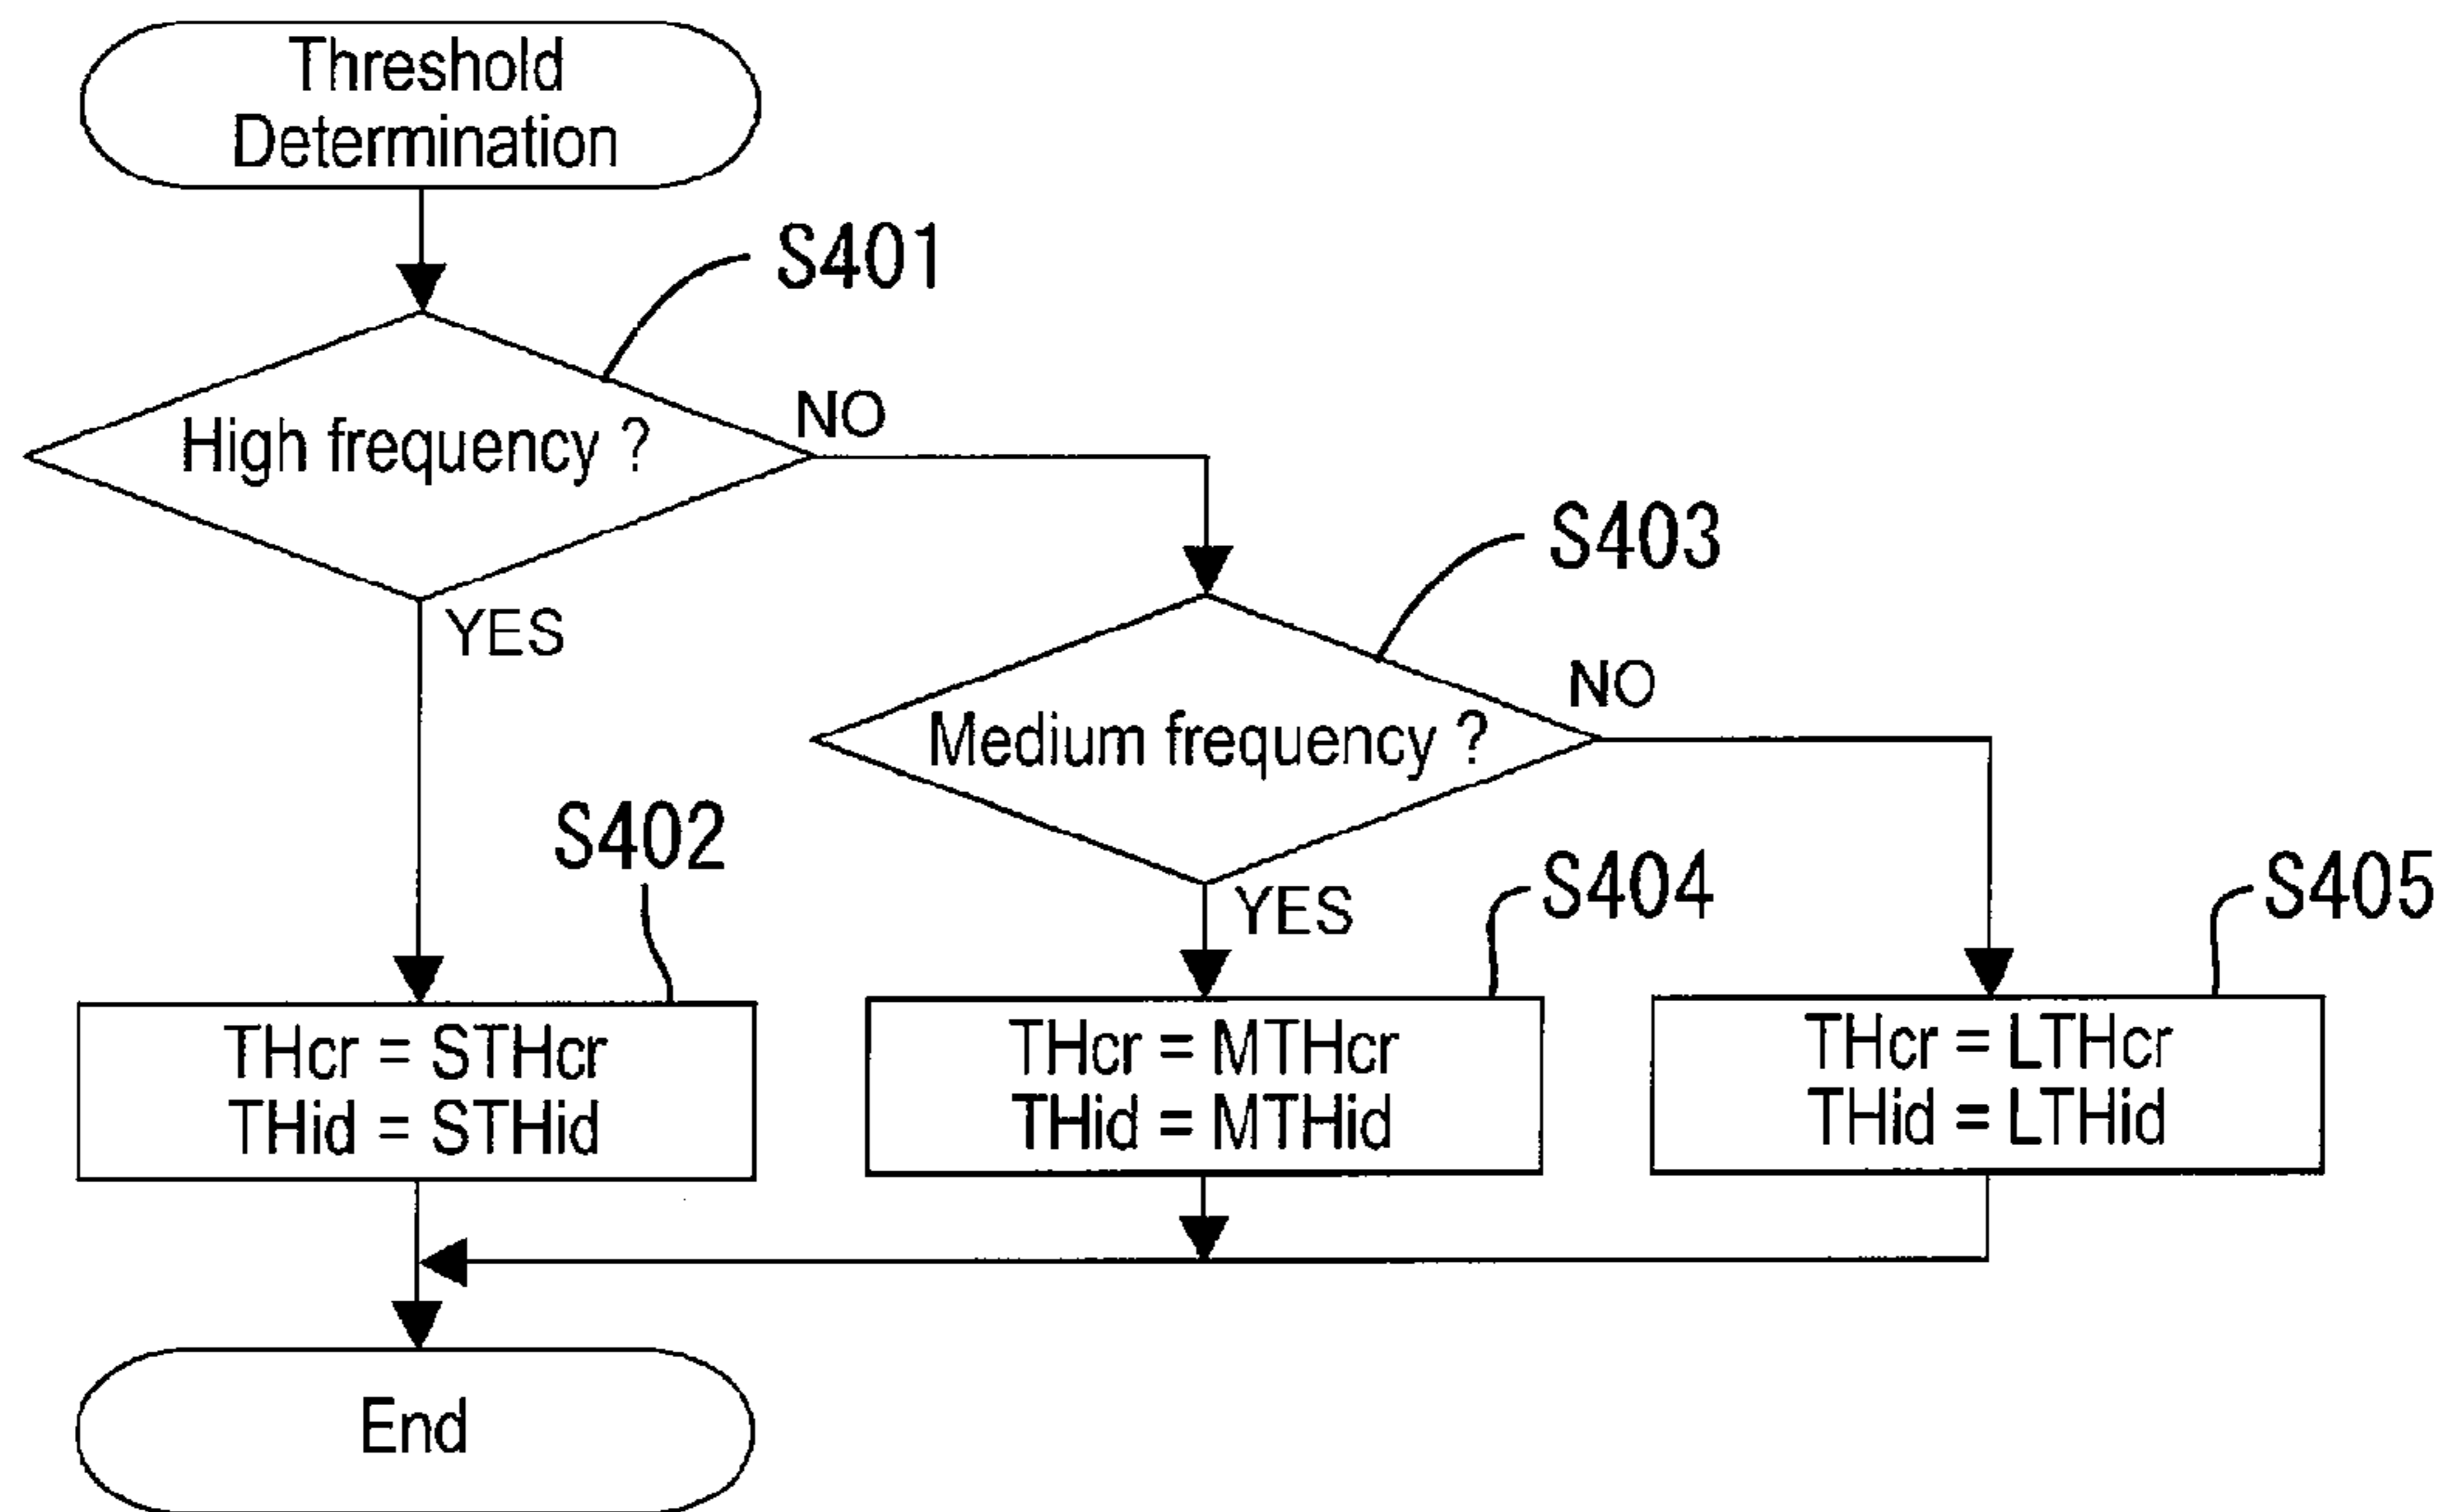 Threshold
Determination
S401
High frequency ?
NO
YES
S403
Medium frequency ?
NO
YES
S402
S404
S405
THcr = STHcr
THid = STHid
THcr = MTHcr
THid = MTHid
THcr = LTHcr
THid = LTHid
End